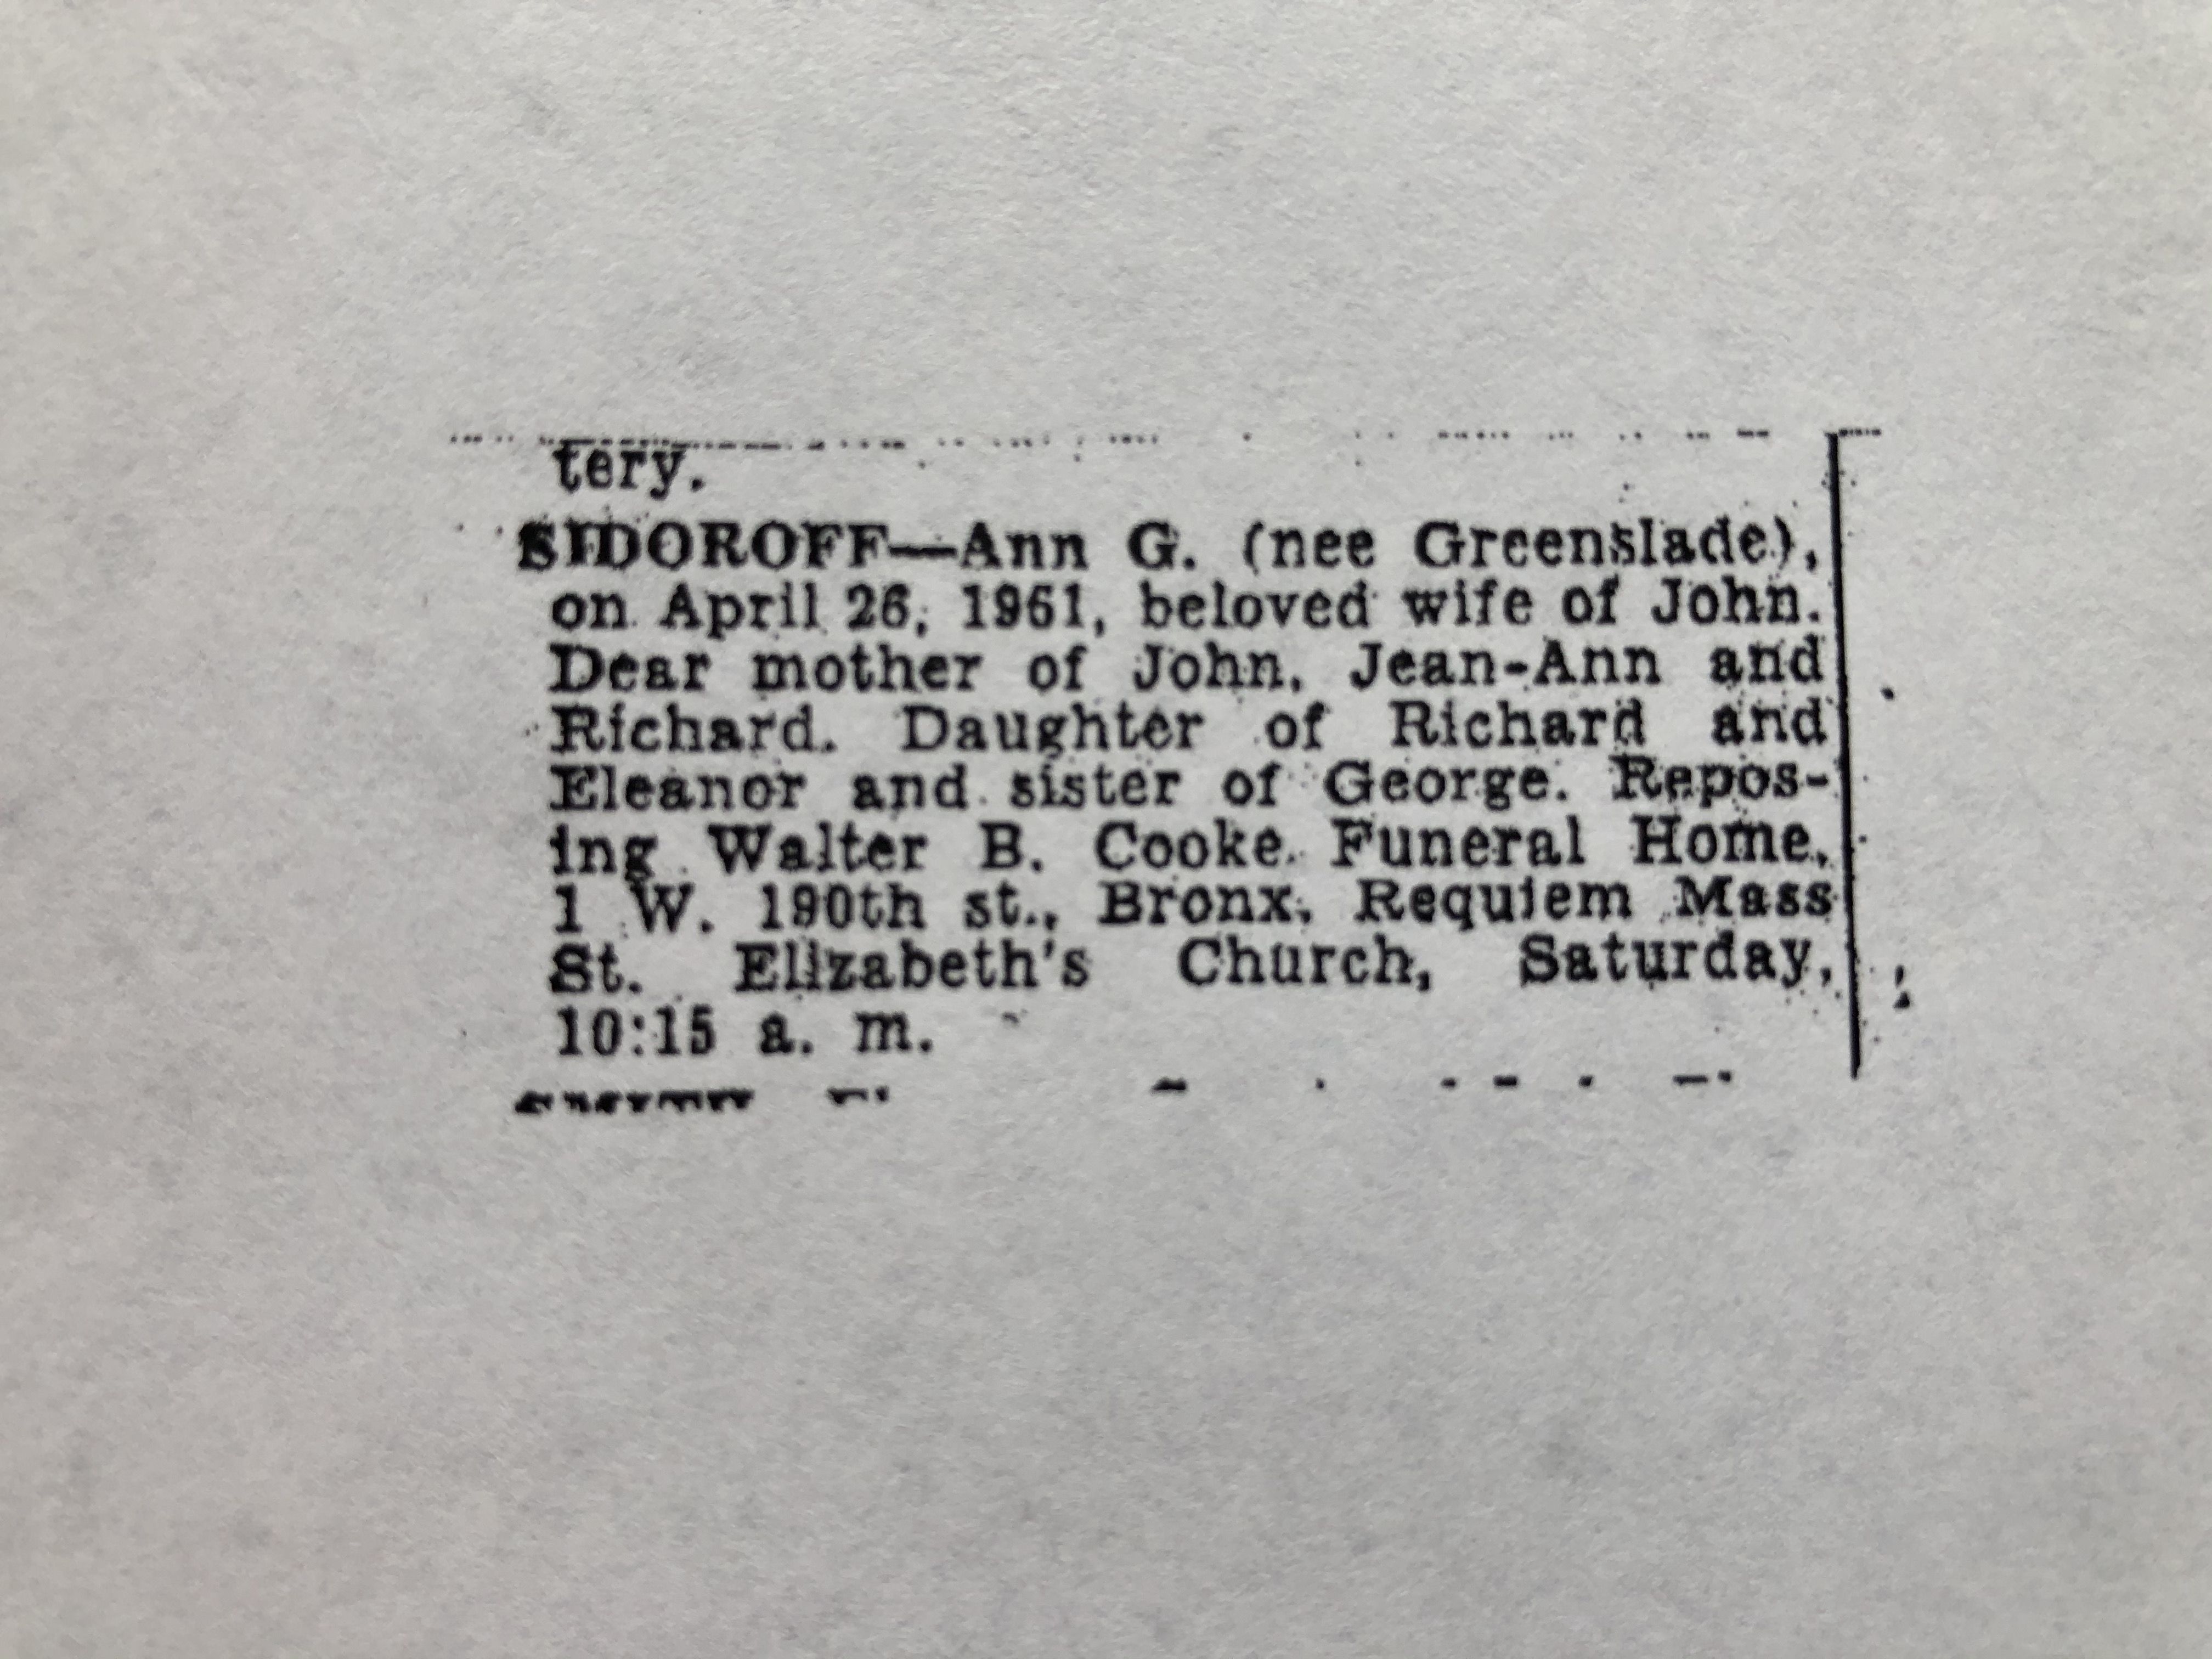 tery.
SIDOROFF—Ann G. (nee Greenslade),
on April 26, 1961, beloved wife of John.
Dear mother of John, Jean-Ann and
Richard. Daughter of Richard and
Eleanor and sister of George. Repos-
ing Walter B. Cooke Funeral Home,
1 W. 190th st., Bronx, Requiem Mass
St. Elizabeth's Church, Saturday,
10:15 a. m.